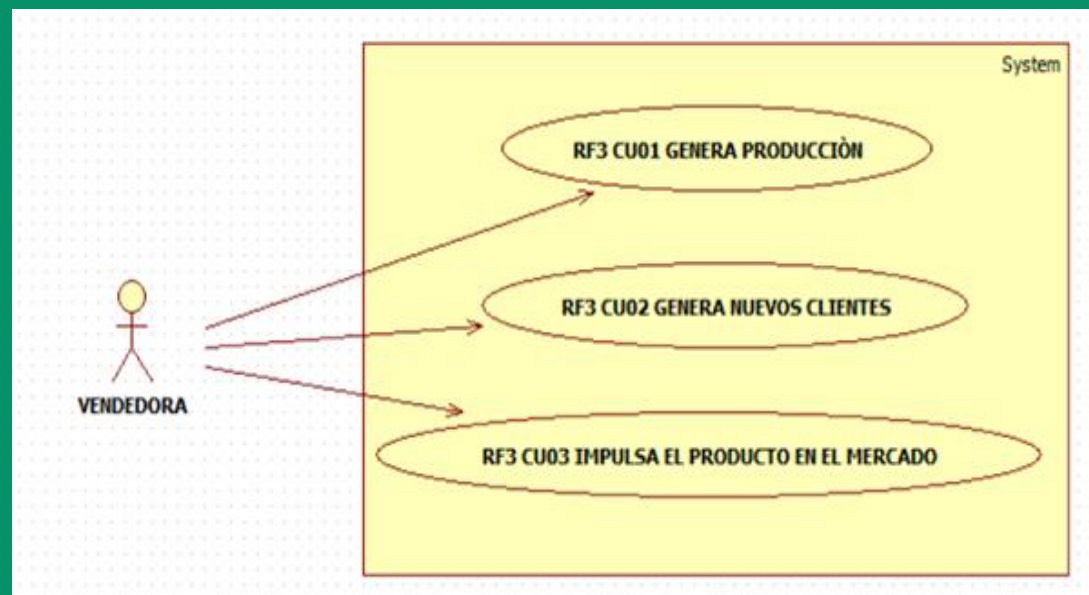 System
RF3 CU01 GENERA PRODUCCIÒN
RF3 CU02 GENERA NUEVOS CLIENTES
VENDEDORA
RF3 CU03 IMPULSA EL PRODUCTO EN EL MERCADO